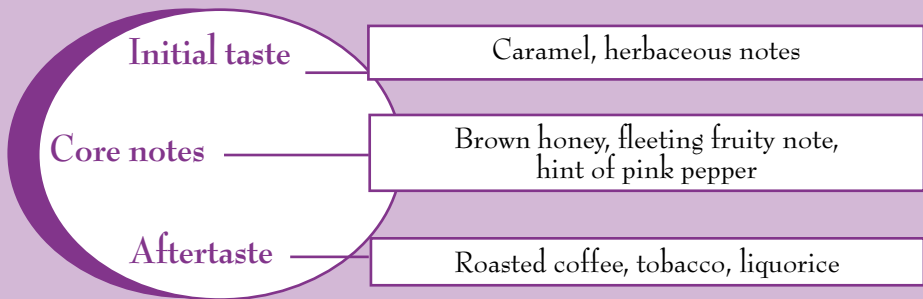 Initial taste
Caramel, herbaceous notes
Core notes
Brown honey, fleeting fruity note,
hint of pink pepper
Aftertaste
Roasted coffee, tobacco, liquorice